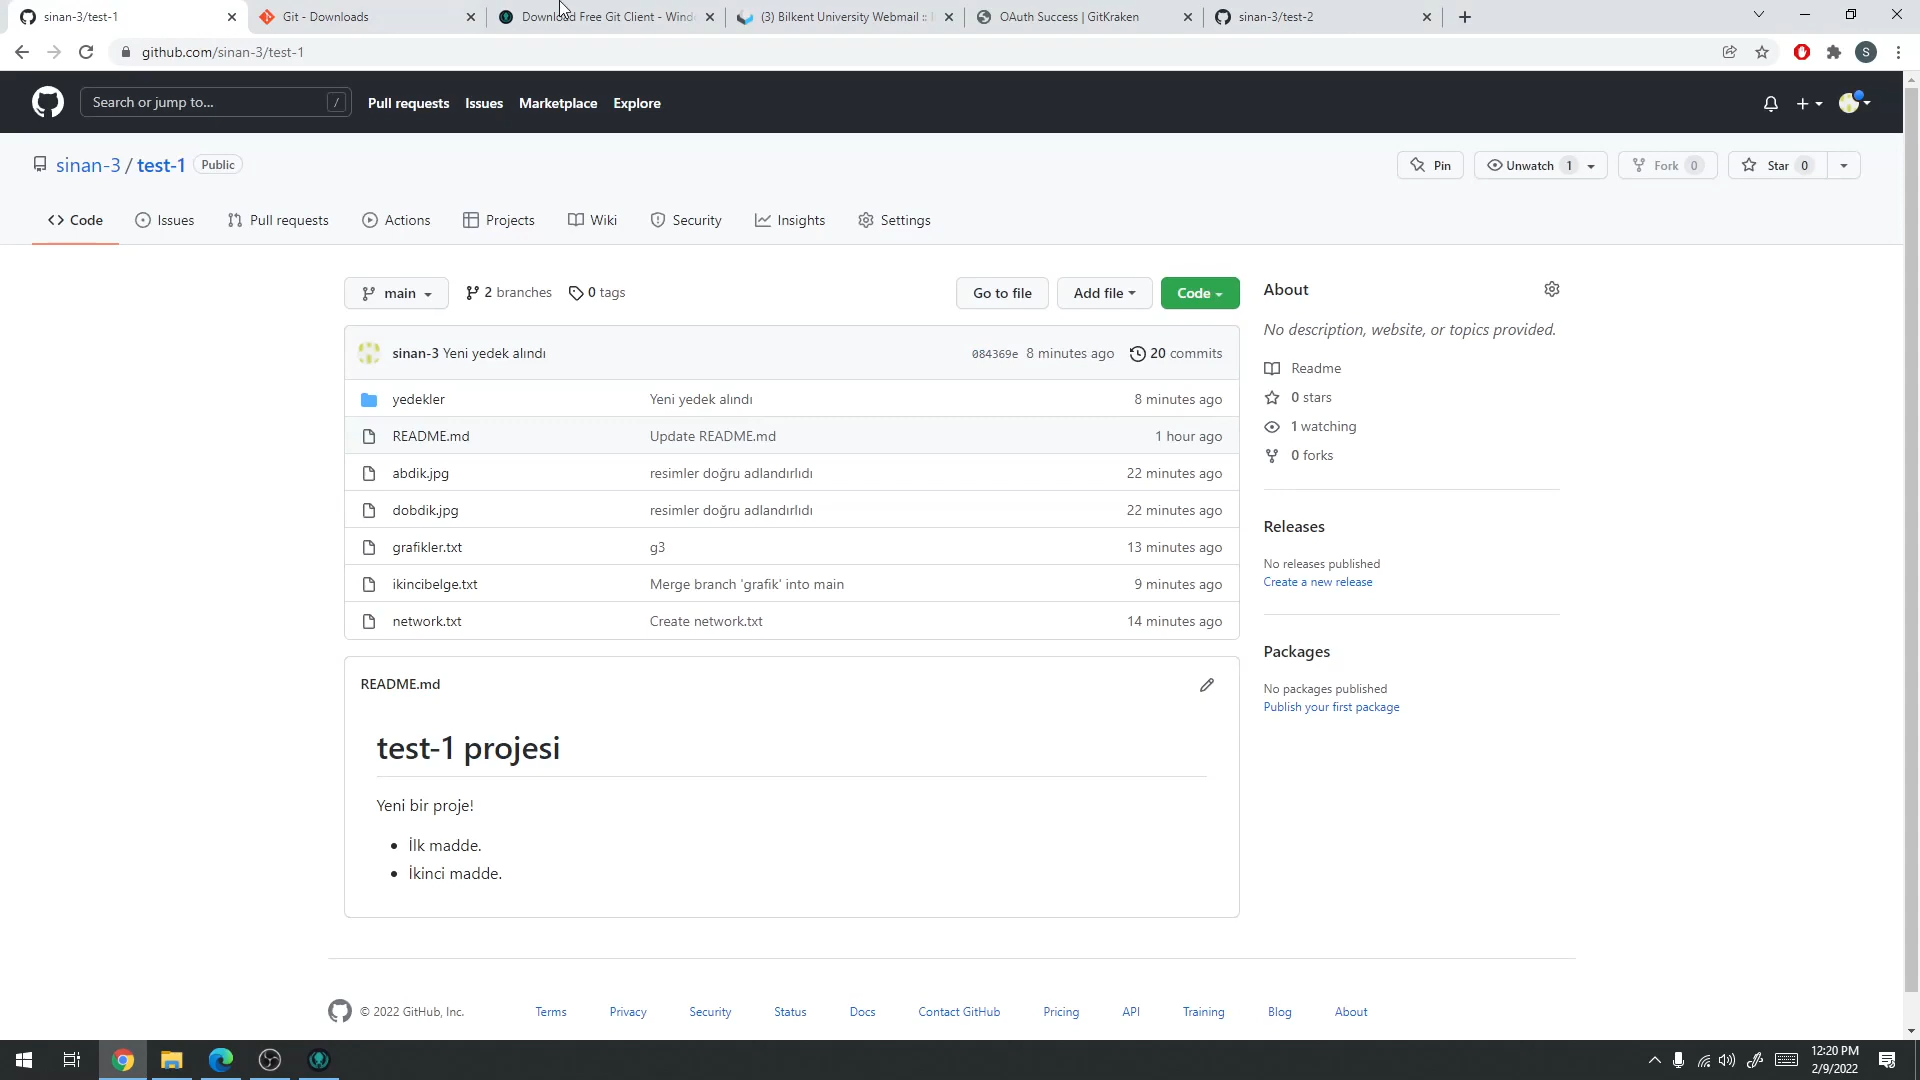 sinan-3/test-1
Git - Downloads
Download Free Git Client - Wind
(3) Bilkent University Webmail ::
OAuth Success | GitKraken
sinan-3/test-2
github.com/sinan-3/test-1
S
Search or jump to...
/
Pull requests
Issues
Marketplace
Explore
sinan-3 / test-1
Public
Pin
Unwatch 1
Fork 0
Star 0
Code
Issues
Pull requests
Actions
Projects
Wiki
Security
Insights
Settings
main
2 branches
0 tags
Go to file
Add file
Code
About
No description, website, or topics provided.
sinan-3 Yeni yedek alındı
084369e 8 minutes ago
20 commits
Readme
yedekler
Yeni yedek alındı
8 minutes ago
0 stars
README.md
Update README.md
1 hour ago
1 watching
0 forks
abdik.jpg
resimler doğru adlandırlıdı
22 minutes ago
dobdik.jpg
resimler doğru adlandırlıdı
22 minutes ago
Releases
grafikler.txt
g3
13 minutes ago
No releases published
Create a new release
ikincibelge.txt
Merge branch 'grafik' into main
9 minutes ago
network.txt
Create network.txt
14 minutes ago
Packages
No packages published
Publish your first package
README.md
test-1 projesi
Yeni bir proje!
İlk madde.
İkinci madde.
© 2022 GitHub, Inc.
Terms
Privacy
Security
Status
Docs
Contact GitHub
Pricing
API
Training
Blog
About
12:20 PM
2/9/2022